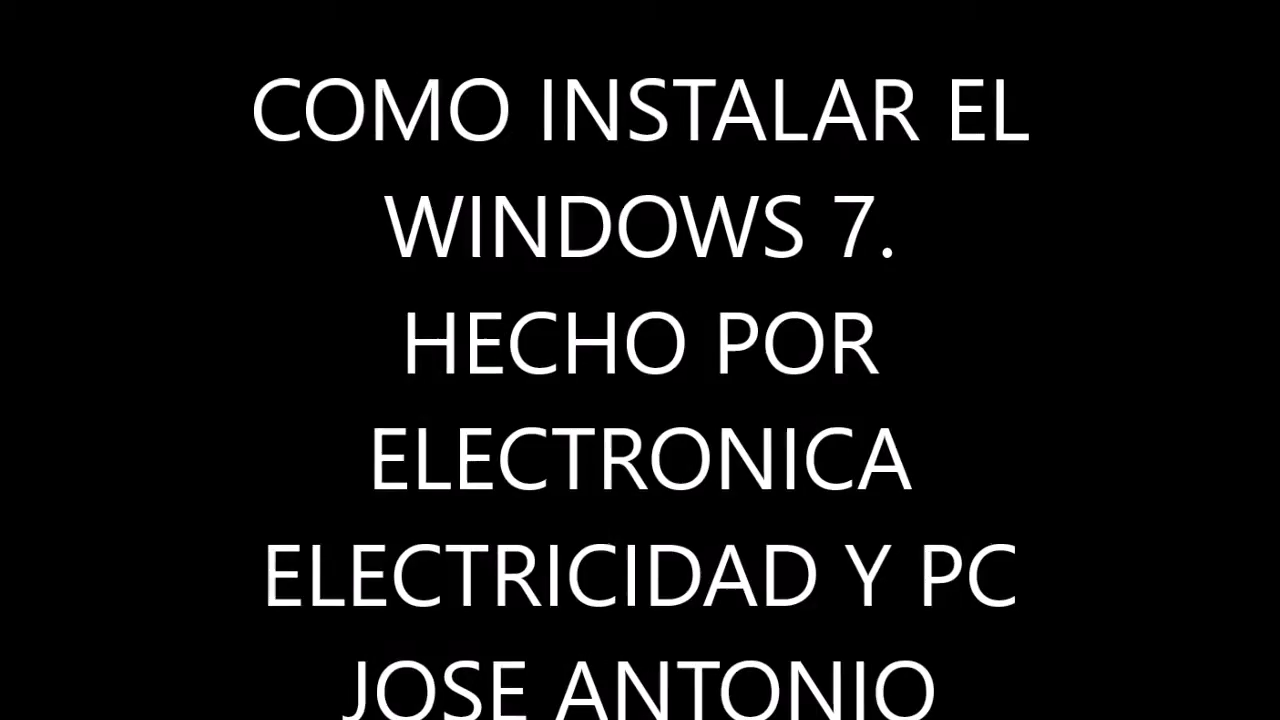 COMO INSTALAR EL
WINDOWS 7.
HECHO POR
ELECTRONICA
ELECTRICIDAD Y PC
JOSE ANTONIO